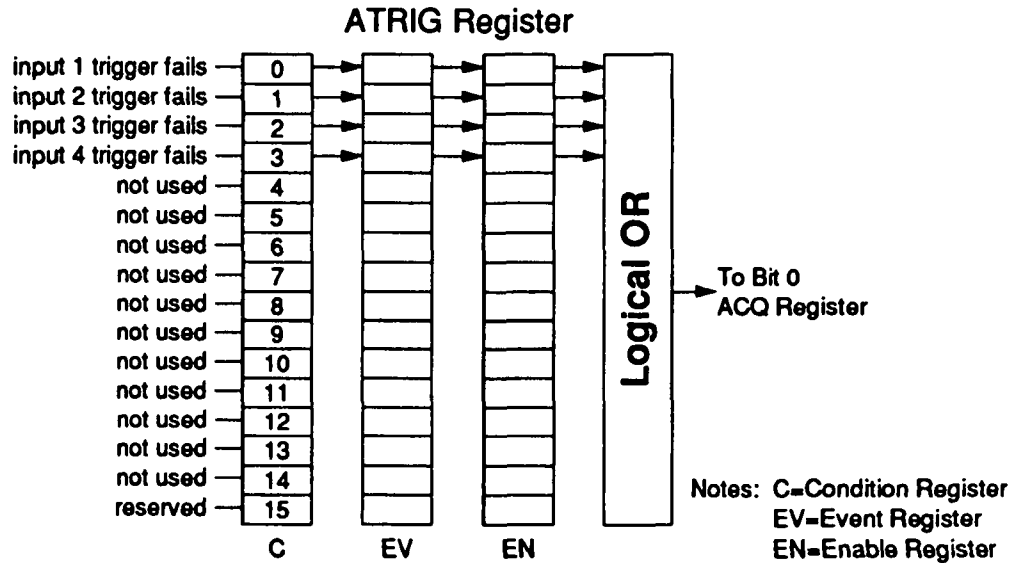 ATRIG Register
input 1 trigger fails 0
input 2 trigger fails 1
input 3 trigger fails 2
input 4 trigger fails 3
not used 4
not used 5
not used 6
not used 7
not used 8
not used 9
not used 10
not used 11
not used 12
not used 13
not used 14
reserved 15
C EV EN
Logical OR
To Bit 0
ACQ Register
Notes: C=Condition Register
EV=Event Register
EN=Enable Register